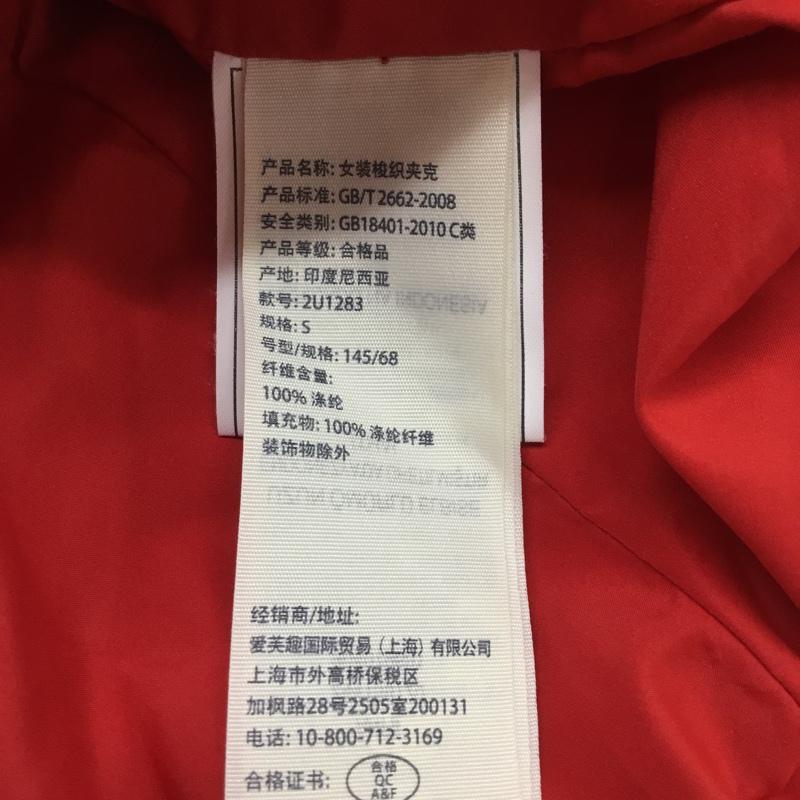 产品名称: 女装梭织夹克
产品标准: GB/T 2662-2008
安全类别: GB18401-2010 C类
产品等级: 合格品
产地: 印度尼西亚
款号: 2U1283
规格: S
号型/规格: 145/68
纤维含量:
100% 涤纶
填充物: 100% 涤纶纤维
装饰物除外
经销商/地址:
爱芙趣国际贸易（上海）有限公司
上海市外高桥保税区
加枫路28号2505室200131
电话: 10-800-712-3169
合格证书:
合格
QC
A&F